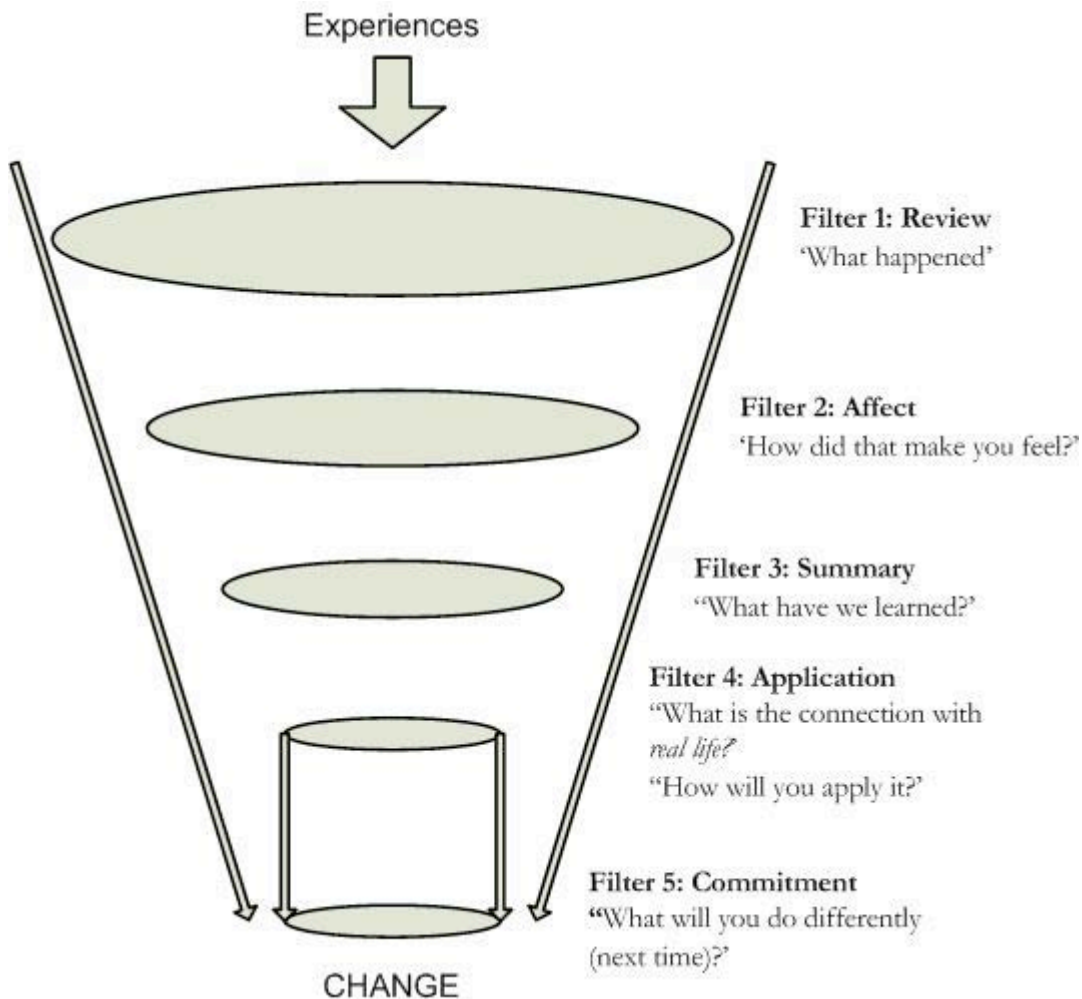 Experiences
Filter 1: Review
‘What happened’
Filter 2: Affect
‘How did that make you feel?’
Filter 3: Summary
“What have we learned?’
Filter 4: Application
“What is the connection with
real life?’
“How will you apply it?’
Filter 5: Commitment
“What will you do differently
(next time)?’
CHANGE